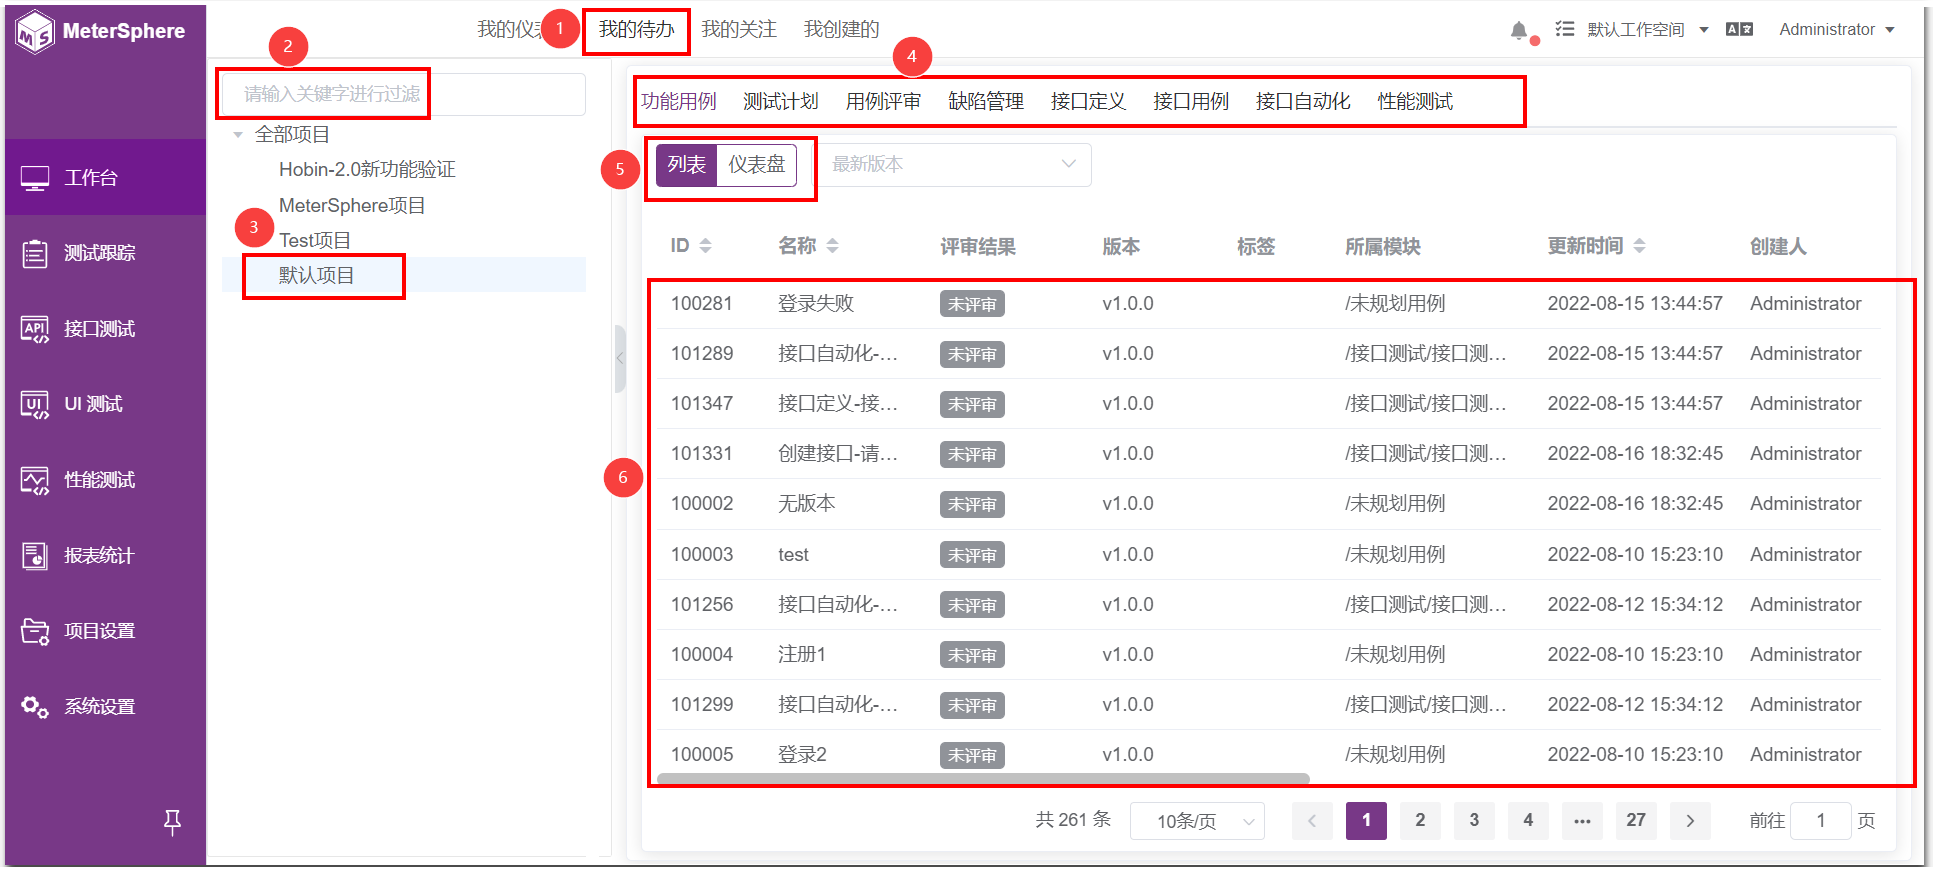 MeterSphere
我的仪表
1
我的待办
我的关注
我创建的
默认工作空间
Administrator
工作台
测试跟踪
接口测试
UI 测试
性能测试
报表统计
项目设置
系统设置
2
请输入关键字进行过滤
全部项目
Hobin-2.0新功能验证
MeterSphere项目
3
Test项目
默认项目
4
功能用例 测试计划 用例评审 缺陷管理 接口定义 接口用例 接口自动化 性能测试
5
列表 仪表盘 最新版本
ID 名称 评审结果 版本 标签 所属模块 更新时间 创建人
100281 登录失败 未评审 v1.0.0 /未规划用例 2022-08-15 13:44:57 Administrator
101289 接口自动化-... 未评审 v1.0.0 /接口测试/接口测... 2022-08-15 13:44:57 Administrator
101347 接口定义-接... 未评审 v1.0.0 /接口测试/接口测... 2022-08-15 13:44:57 Administrator
101331 创建接口-请... 未评审 v1.0.0 /接口测试/接口测... 2022-08-16 18:32:45 Administrator
6
100002 无版本 未评审 v1.0.0 /未规划用例 2022-08-16 18:32:45 Administrator
100003 test 未评审 v1.0.0 /未规划用例 2022-08-10 15:23:10 Administrator
101256 接口自动化-... 未评审 v1.0.0 /接口测试/接口测... 2022-08-12 15:34:12 Administrator
100004 注册1 未评审 v1.0.0 /未规划用例 2022-08-10 15:23:10 Administrator
101299 接口自动化-... 未评审 v1.0.0 /接口测试/接口测... 2022-08-12 15:34:12 Administrator
100005 登录2 未评审 v1.0.0 /未规划用例 2022-08-10 15:23:10 Administrator
共 261 条 10条/页 1 2 3 4 ... 27 前往 1 页